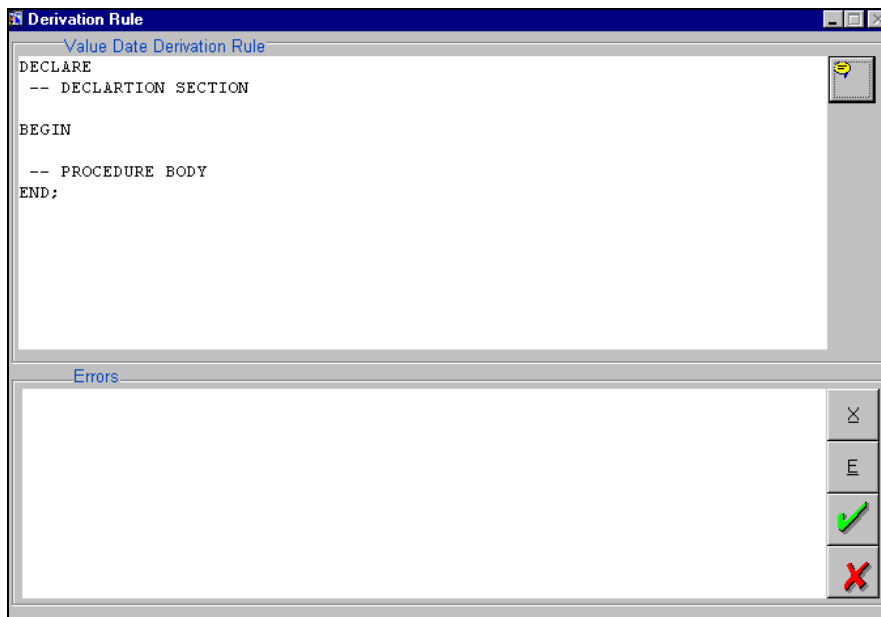 Derivation Rule
Value Date Derivation Rule
DECLARE
-- DECLARTION SECTION
BEGIN
-- PROCEDURE BODY
END;
Errors
X
E